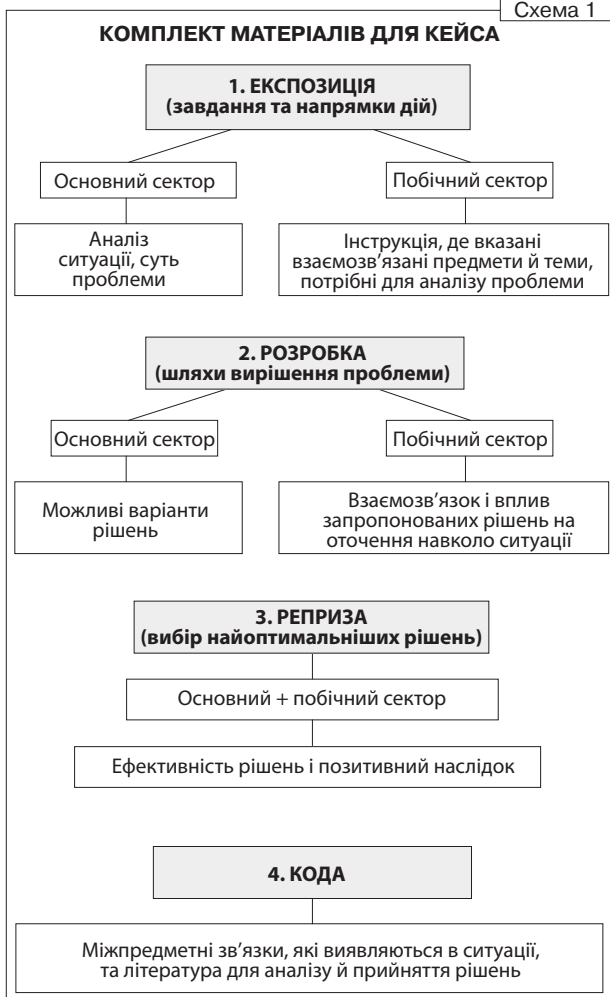 Схема 1
КОМПЛЕКТ МАТЕРІАЛІВ ДЛЯ КЕЙСА
1. ЕКСПОЗИЦІЯ
(завдання та напрямки дій)
Основний сектор
Побічний сектор
Аналіз
ситуації, суть
проблеми
Інструкція, де вказані
взаємозв'язані предмети й теми,
потрібні для аналізу проблеми
2. РОЗРОБКА
(шляхи вирішення проблеми)
Основний сектор
Побічний сектор
Можливі варіанти
рішень
Взаємозв'язок і вплив
запропонованих рішень на
оточення навколо ситуації
3. РЕПРИЗА
(вибір найоптимальніших рішень)
Основний + побічний сектор
Ефективність рішень і позитивний наслідок
4. КОДА
Міжпредметні зв'язки, які виявляються в ситуації,
та література для аналізу й прийняття рішень